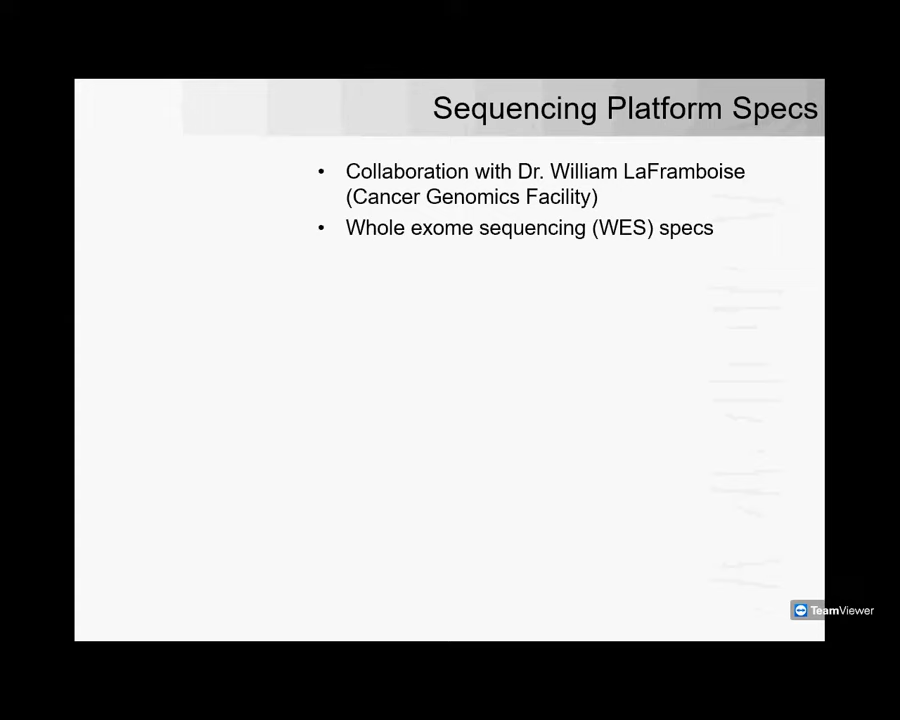 Sequencing Platform Specs
• Collaboration with Dr. William LaFramboise
(Cancer Genomics Facility)
• Whole exome sequencing (WES) specs
TeamViewer